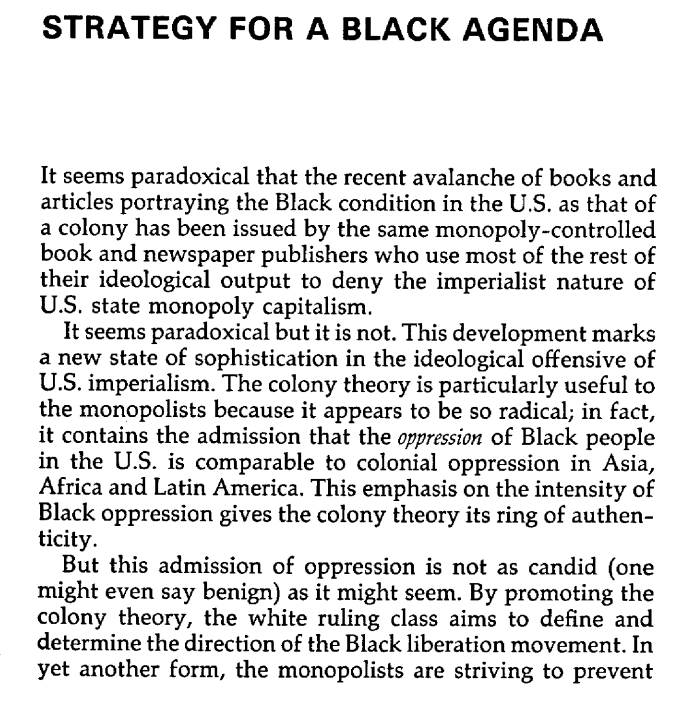 STRATEGY FOR A BLACK AGENDA
It seems paradoxical that the recent avalanche of books and
articles portraying the Black condition in the U.S. as that of
a colony has been issued by the same monopoly-controlled
book and newspaper publishers who use most of the rest of
their ideological output to deny the imperialist nature of
U.S. state monopoly capitalism.
It seems paradoxical but it is not. This development marks
a new state of sophistication in the ideological offensive of
U.S. imperialism. The colony theory is particularly useful to
the monopolists because it appears to be so radical; in fact,
it contains the admission that the oppression of Black people
in the U.S. is comparable to colonial oppression in Asia,
Africa and Latin America. This emphasis on the intensity of
Black oppression gives the colony theory its ring of authen-
ticity.
But this admission of oppression is not as candid (one
might even say benign) as it might seem. By promoting the
colony theory, the white ruling class aims to define and
determine the direction of the Black liberation movement. In
yet another form, the monopolists are striving to prevent